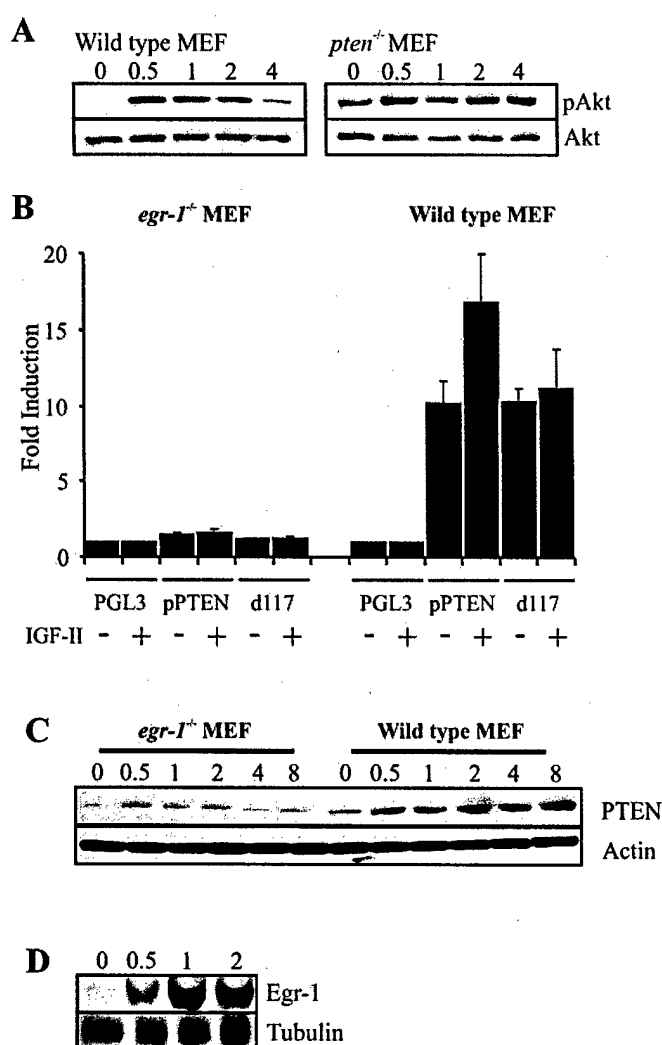 A
Wild type MEF
pten-/- MEF
0 0.5 1 2 4
0 0.5 1 2 4
pAkt
Akt
B
egr-1-/- MEF
Wild type MEF
20
15
10
5
0
Fold Induction
PGL3 pPTEN d117
PGL3 pPTEN d117
IGF-II - + - + - + - + - + - +
C
egr-1-/- MEF
Wild type MEF
0 0.5 1 2 4 8 0 0.5 1 2 4 8
PTEN
Actin
D
0 0.5 1 2
Egr-1
Tubulin